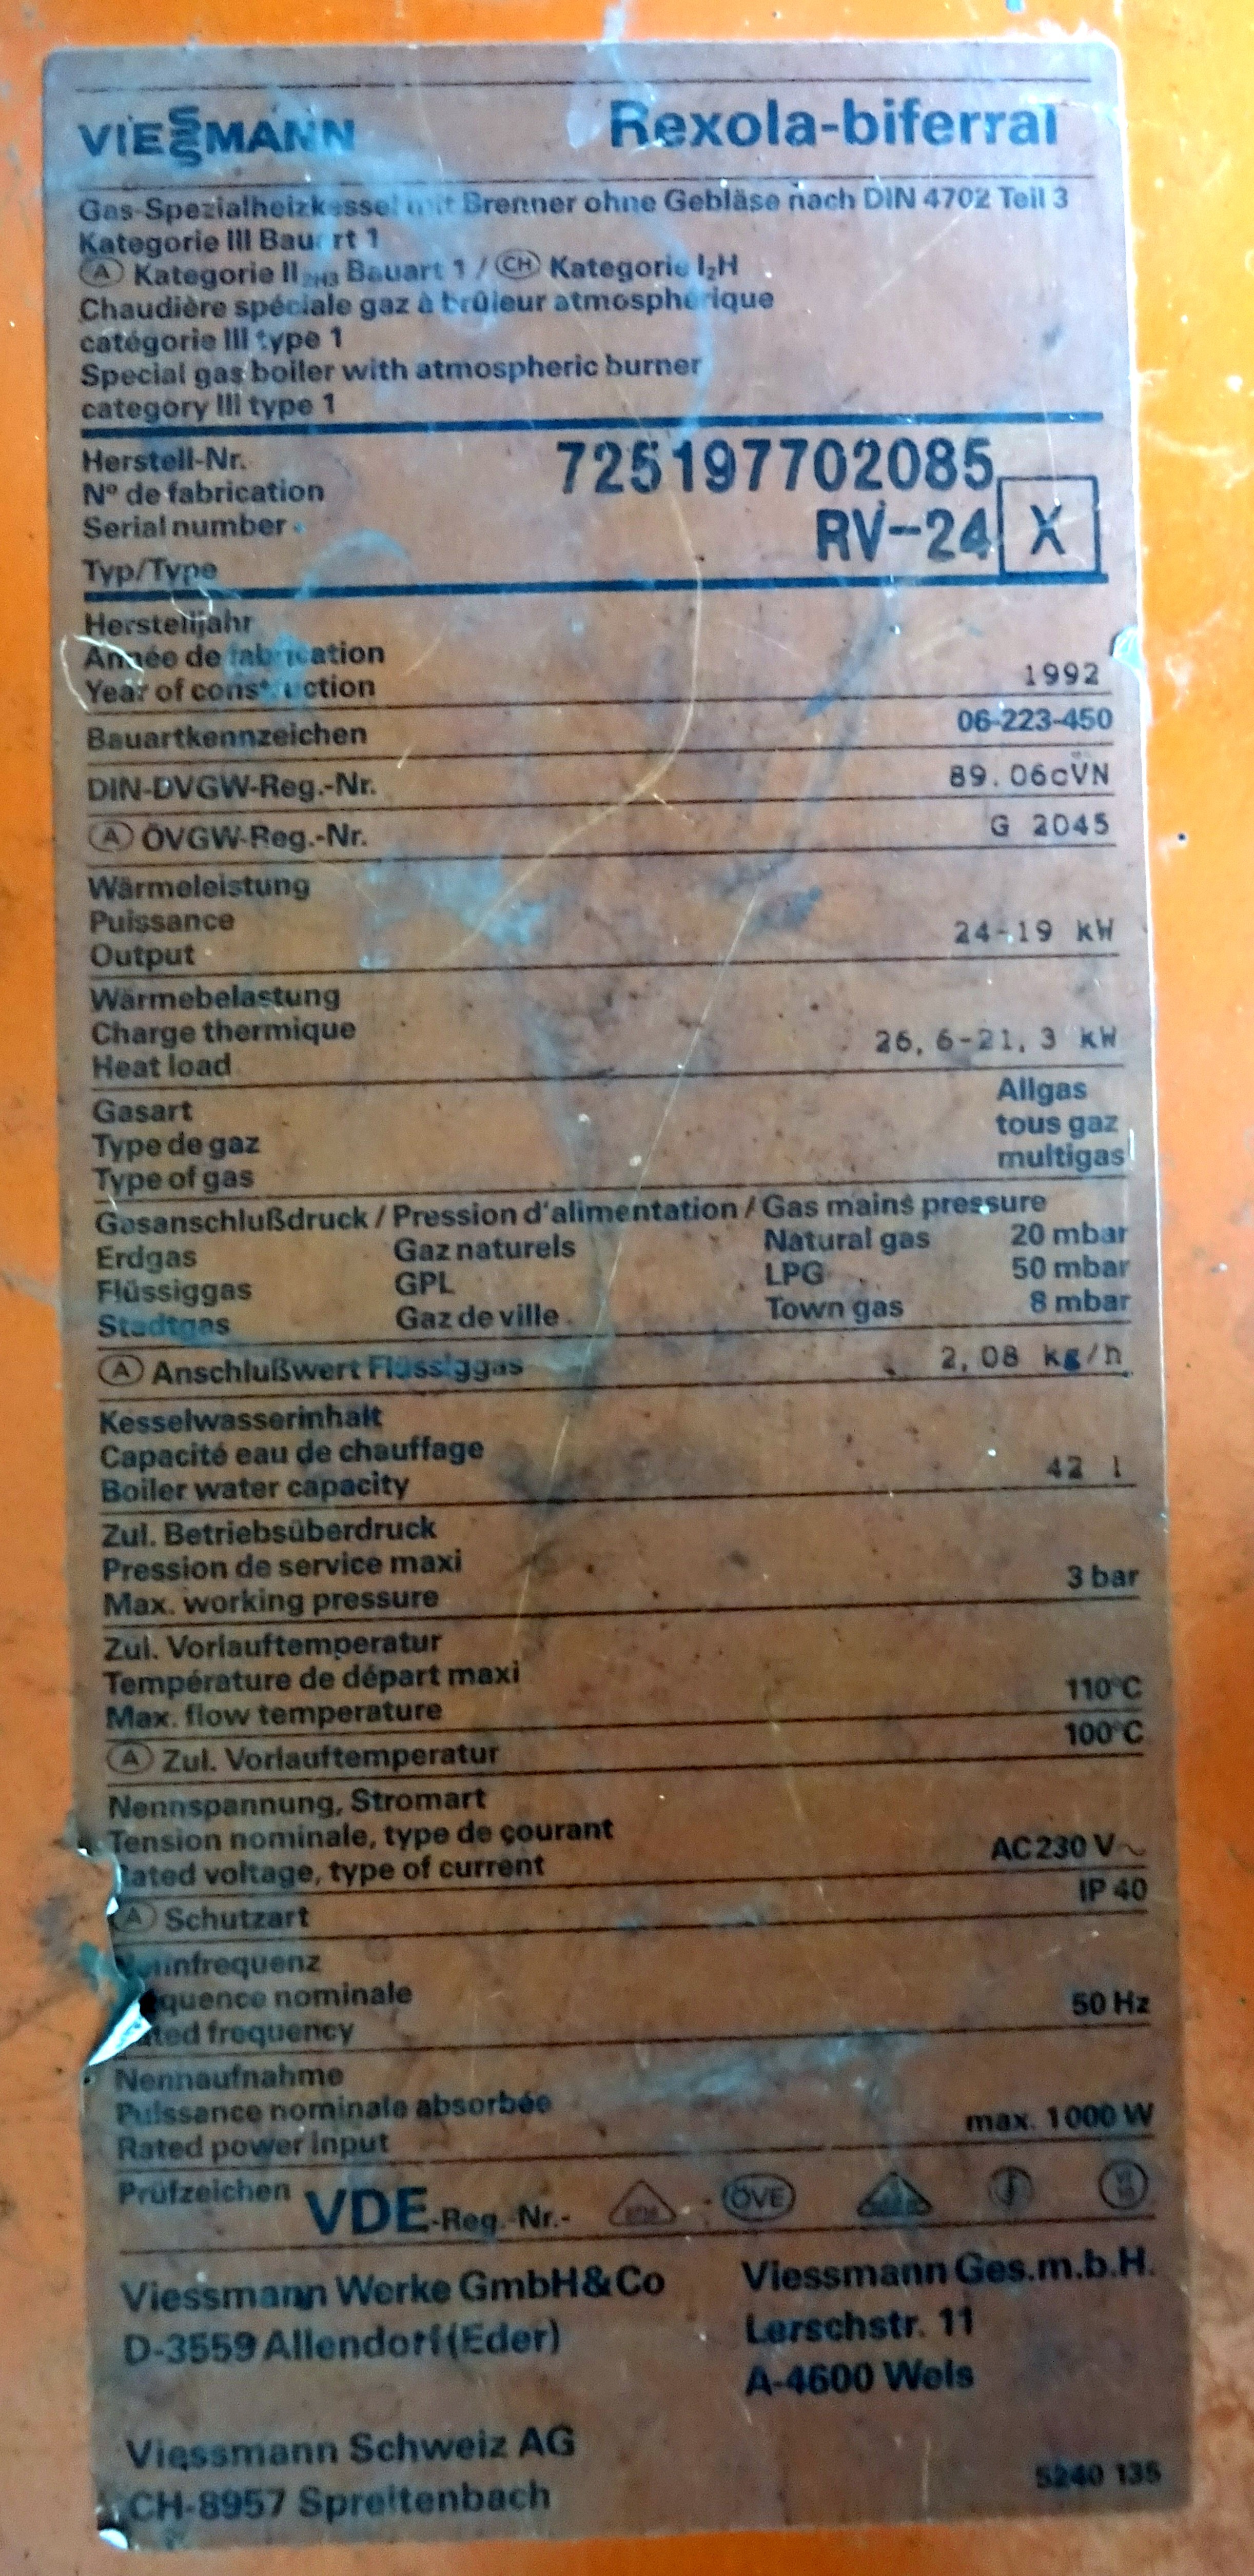 VIESSMANN Rexola-biferral
Gas-Spezialheizkessel mit Brenner ohne Gebläse nach DIN 4702 Teil 3
Kategorie III Bauart 1
A Kategorie II2H3 Bauart 1 / CH Kategorie I2H
Chaudière spéciale gaz à brûleur atmosphérique
catégorie III type 1
Special gas boiler with atmospheric burner
category III type 1
Herstell-Nr. 725197702085
N° de fabrication
Serial number RV-24 X
Typ/Type
Herstelljahr
Année de fabrication
Year of construction 1992
Bauartkennzeichen 06-223-450
DIN-DVGW-Reg.-Nr. 89.06cVN
A ÖVGW-Reg.-Nr. G 2045
Wärmeleistung
Puissance
Output 24-19 kW
Wärmebelastung
Charge thermique
Heat load 26,6-21,3 kW
Gasart Allgas
Type de gaz tous gaz
Type of gas multigas
Gasanschlußdruck / Pression d'alimentation / Gas mains pressure
Erdgas Gaz naturels Natural gas 20 mbar
Flüssiggas GPL LPG 50 mbar
Stadtgas Gaz de ville Town gas 8 mbar
A Anschlußwert Flüssiggas 2,08 kg/h
Kesselwasserinhalt
Capacité eau de chauffage
Boiler water capacity 42 l
Zul. Betriebsüberdruck
Pression de service maxi
Max. working pressure 3 bar
Zul. Vorlauftemperatur
Température de départ maxi
Max. flow temperature 110°C
A Zul. Vorlauftemperatur 100°C
Nennspannung, Stromart
Tension nominale, type de courant
Rated voltage, type of current AC 230 V~
A Schutzart IP 40
Nennfrequenz
quence nominale
ated frequency 50 Hz
Nennaufnahme
Puissance nominale absorbée
Rated power input max. 1000 W
Prüfzeichen VDE-Reg.-Nr.- ÖVE
Viessmann Werke GmbH&Co Viessmann Ges.m.b.H.
D-3559 Allendorf (Eder) Lerschstr. 11
A-4600 Wels
Viessmann Schweiz AG
CH-8957 Spreitenbach 5240 135